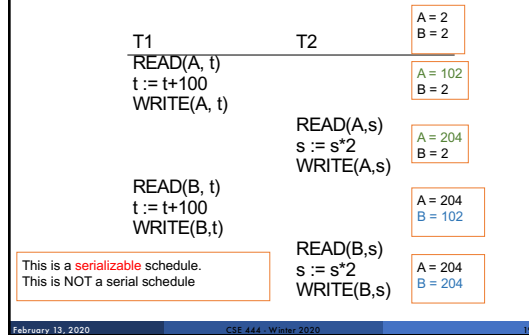 A = 2
B = 2
T1 T2
READ(A, t)
t := t+100
WRITE(A, t)
A = 102
B = 2
READ(A,s)
s := s*2
WRITE(A,s)
A = 204
B = 2
READ(B, t)
t := t+100
WRITE(B,t)
A = 204
B = 102
READ(B,s)
s := s*2
WRITE(B,s)
A = 204
B = 204
This is a serializable schedule.
This is NOT a serial schedule
February 13, 2020 CSE 444 - Winter 2020